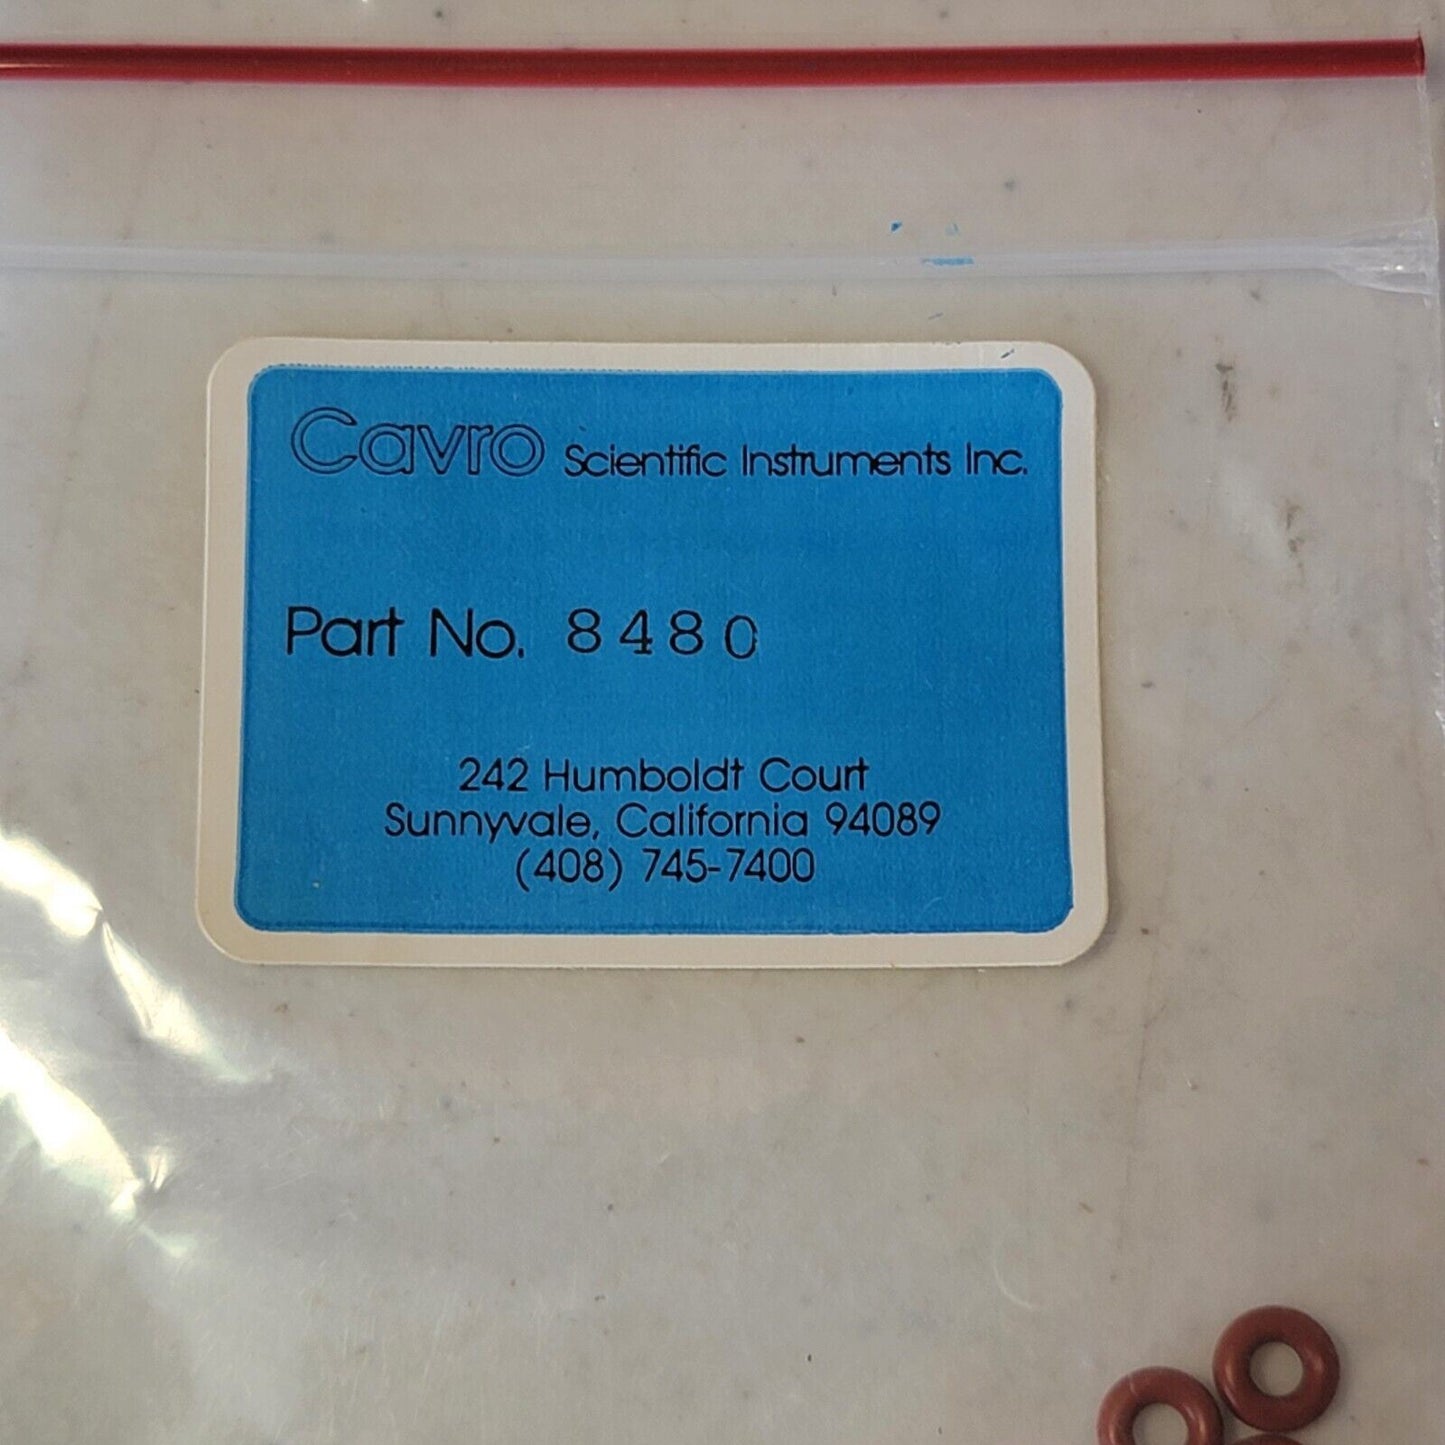 Cavro Scientific Instruments Inc.
Part No. 8480
242 Humboldt Court
Sunnyvale, California 94089
(408) 745-7400